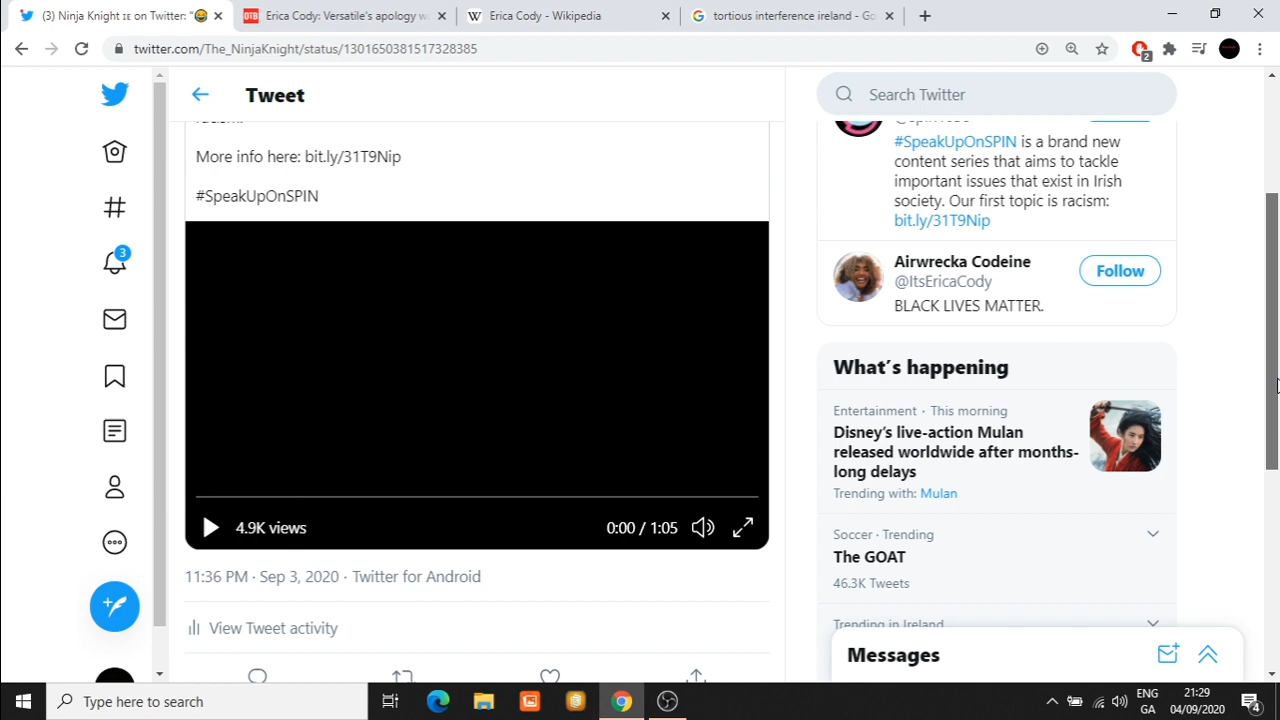 (3) Ninja Knight ɪᴇ on Twitter: "😂
Erica Cody: Versatile's apology w
Erica Cody - Wikipedia
tortious interference ireland - Go
twitter.com/The_NinjaKnight/status/1301650381517328385
2
Tweet
Search Twitter
More info here: bit.ly/31T9Nip
#SpeakUpOnSPIN
3
4.9K views
0:00 / 1:05
11:36 PM · Sep 3, 2020 · Twitter for Android
View Tweet activity
#SpeakUpOnSPIN is a brand new
content series that aims to tackle
important issues that exist in Irish
society. Our first topic is racism:
bit.ly/31T9Nip
Airwrecka Codeine
@ItsEricaCody
Follow
BLACK LIVES MATTER.
What's happening
Entertainment · This morning
Disney's live-action Mulan
released worldwide after months-
long delays
Trending with: Mulan
Soccer · Trending
The GOAT
46.3K Tweets
Trending in Ireland
Messages
Type here to search
ENG
GA
21:29
04/09/2020
4